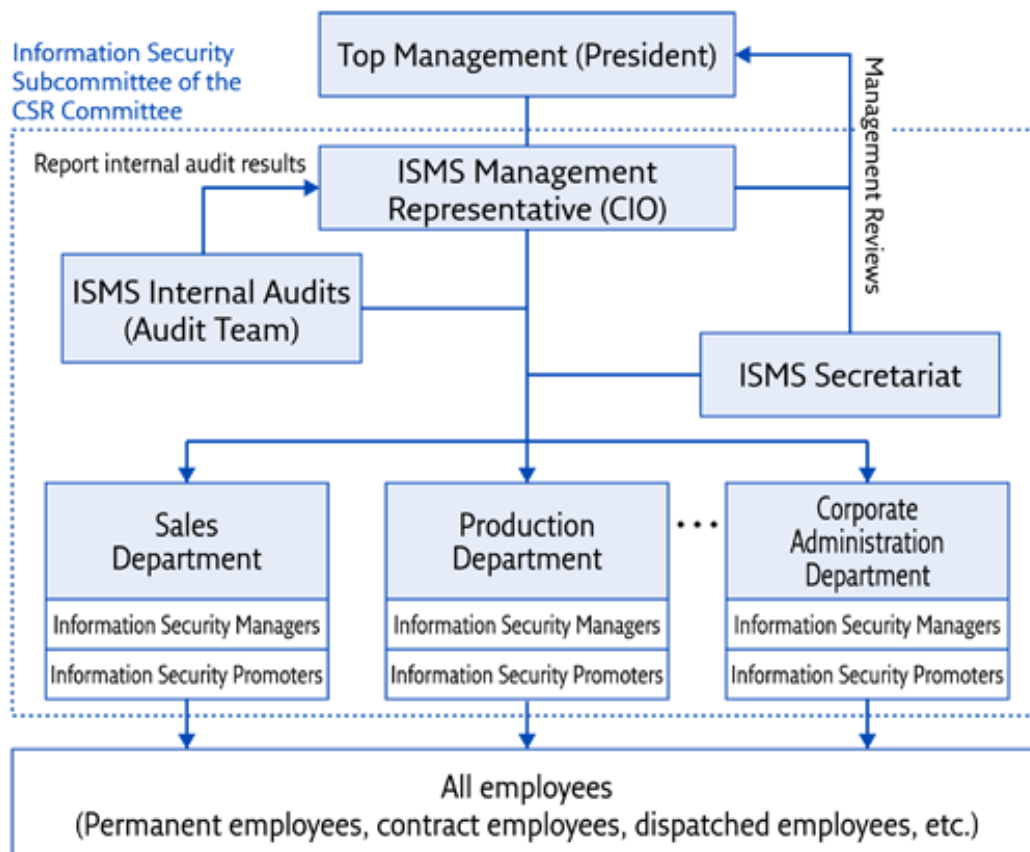 Information Security
Subcommittee of the
CSR Committee
Top Management (President)
Management Reviews
Report internal audit results
ISMS Management
Representative (CIO)
ISMS Internal Audits
(Audit Team)
ISMS Secretariat
Sales
Department
Information Security Managers
Information Security Promoters
Production
Department
Information Security Managers
Information Security Promoters
...
Corporate
Administration
Department
Information Security Managers
Information Security Promoters
All employees
(Permanent employees, contract employees, dispatched employees, etc.)